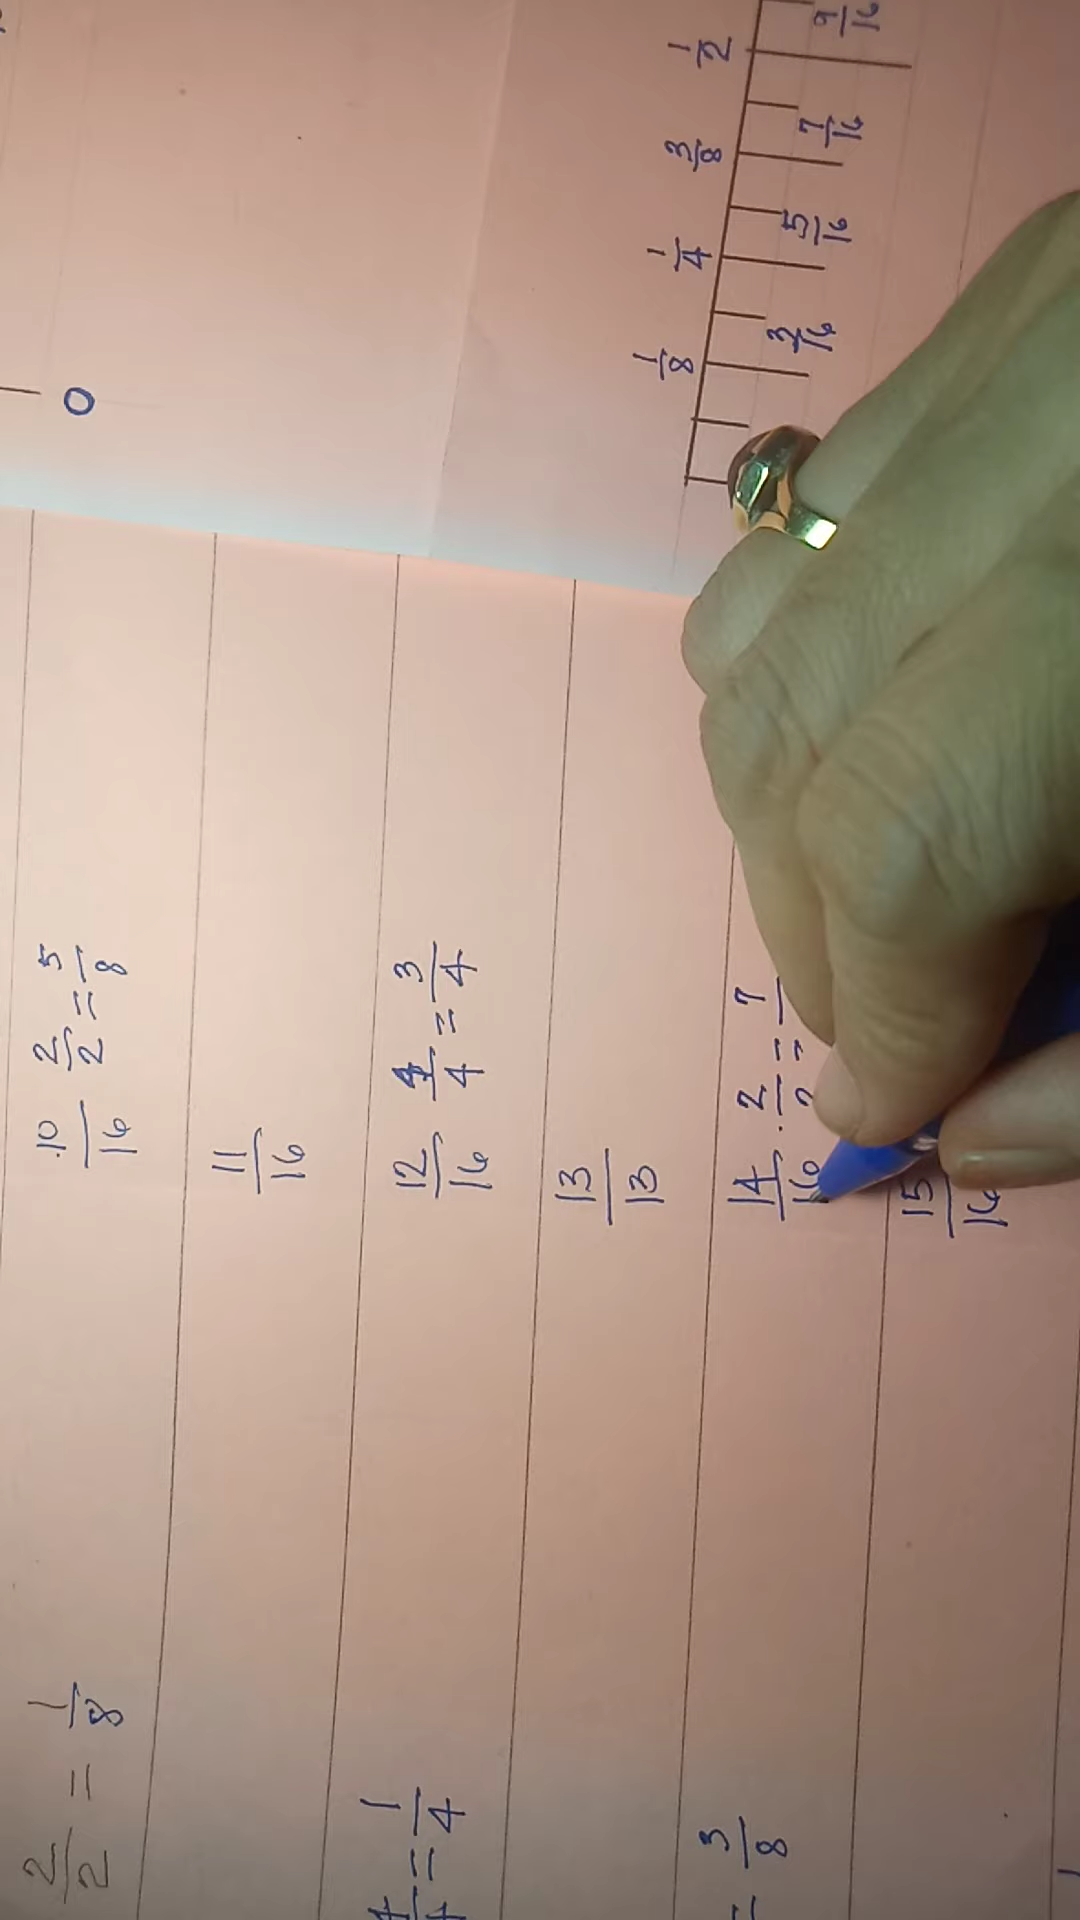 2/2 = 1/8
.10/16 2/2 = 5/8
0
11/16
= 1/4
12/16 4/4 = 3/4
13/13
= 3/8
14/16 . 2/2 = 7
15/16
1/8 1/4 3/8 1/2
3/16 5/16 7/16 9/16